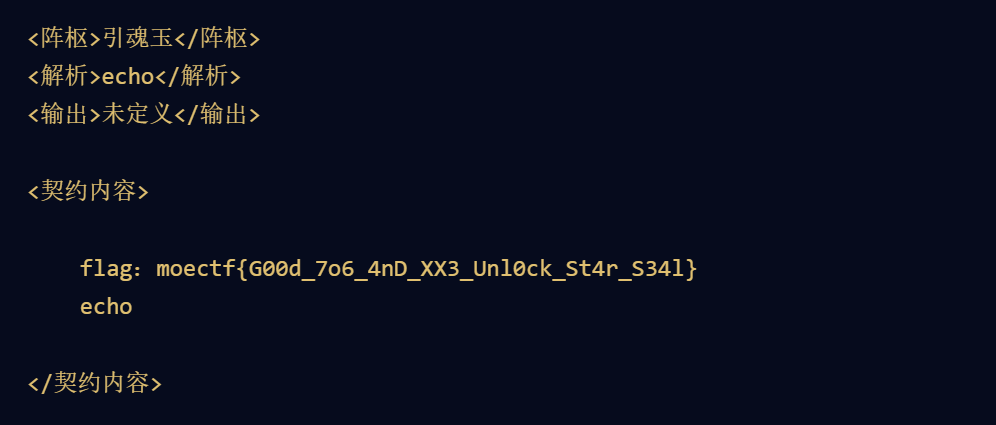 <阵枢>引魂玉</阵枢>
<解析>echo</解析>
<输出>未定义</输出>
<契约内容>
flag: moectf{G00d_7o6_4nD_XX3_Unl0ck_St4r_S34l}
echo
</契约内容>